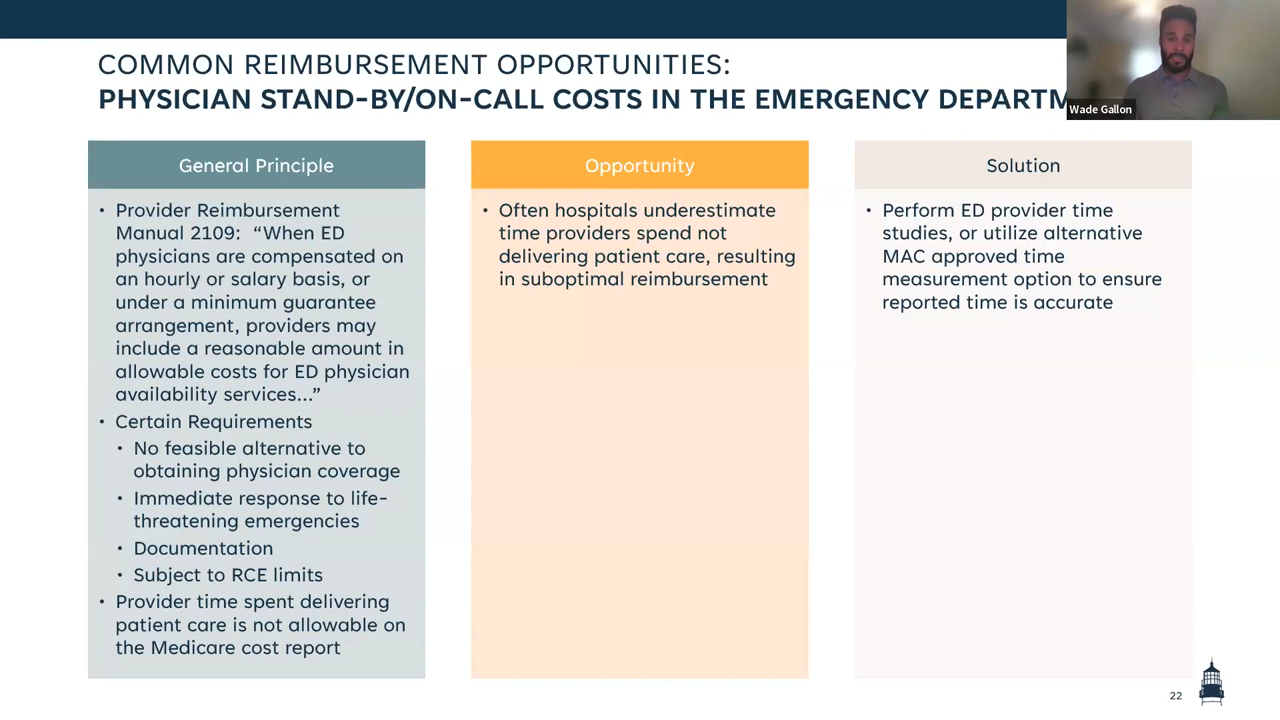 COMMON REIMBURSEMENT OPPORTUNITIES:
PHYSICIAN STAND-BY/ON-CALL COSTS IN THE EMERGENCY DEPARTM
Wade Gallon
General Principle
• Provider Reimbursement
Manual 2109: “When ED
physicians are compensated on
an hourly or salary basis, or
under a minimum guarantee
arrangement, providers may
include a reasonable amount in
allowable costs for ED physician
availability services...”
• Certain Requirements
• No feasible alternative to
obtaining physician coverage
• Immediate response to life-
threatening emergencies
• Documentation
• Subject to RCE limits
• Provider time spent delivering
patient care is not allowable on
the Medicare cost report
Opportunity
• Often hospitals underestimate
time providers spend not
delivering patient care, resulting
in suboptimal reimbursement
Solution
• Perform ED provider time
studies, or utilize alternative
MAC approved time
measurement option to ensure
reported time is accurate
22